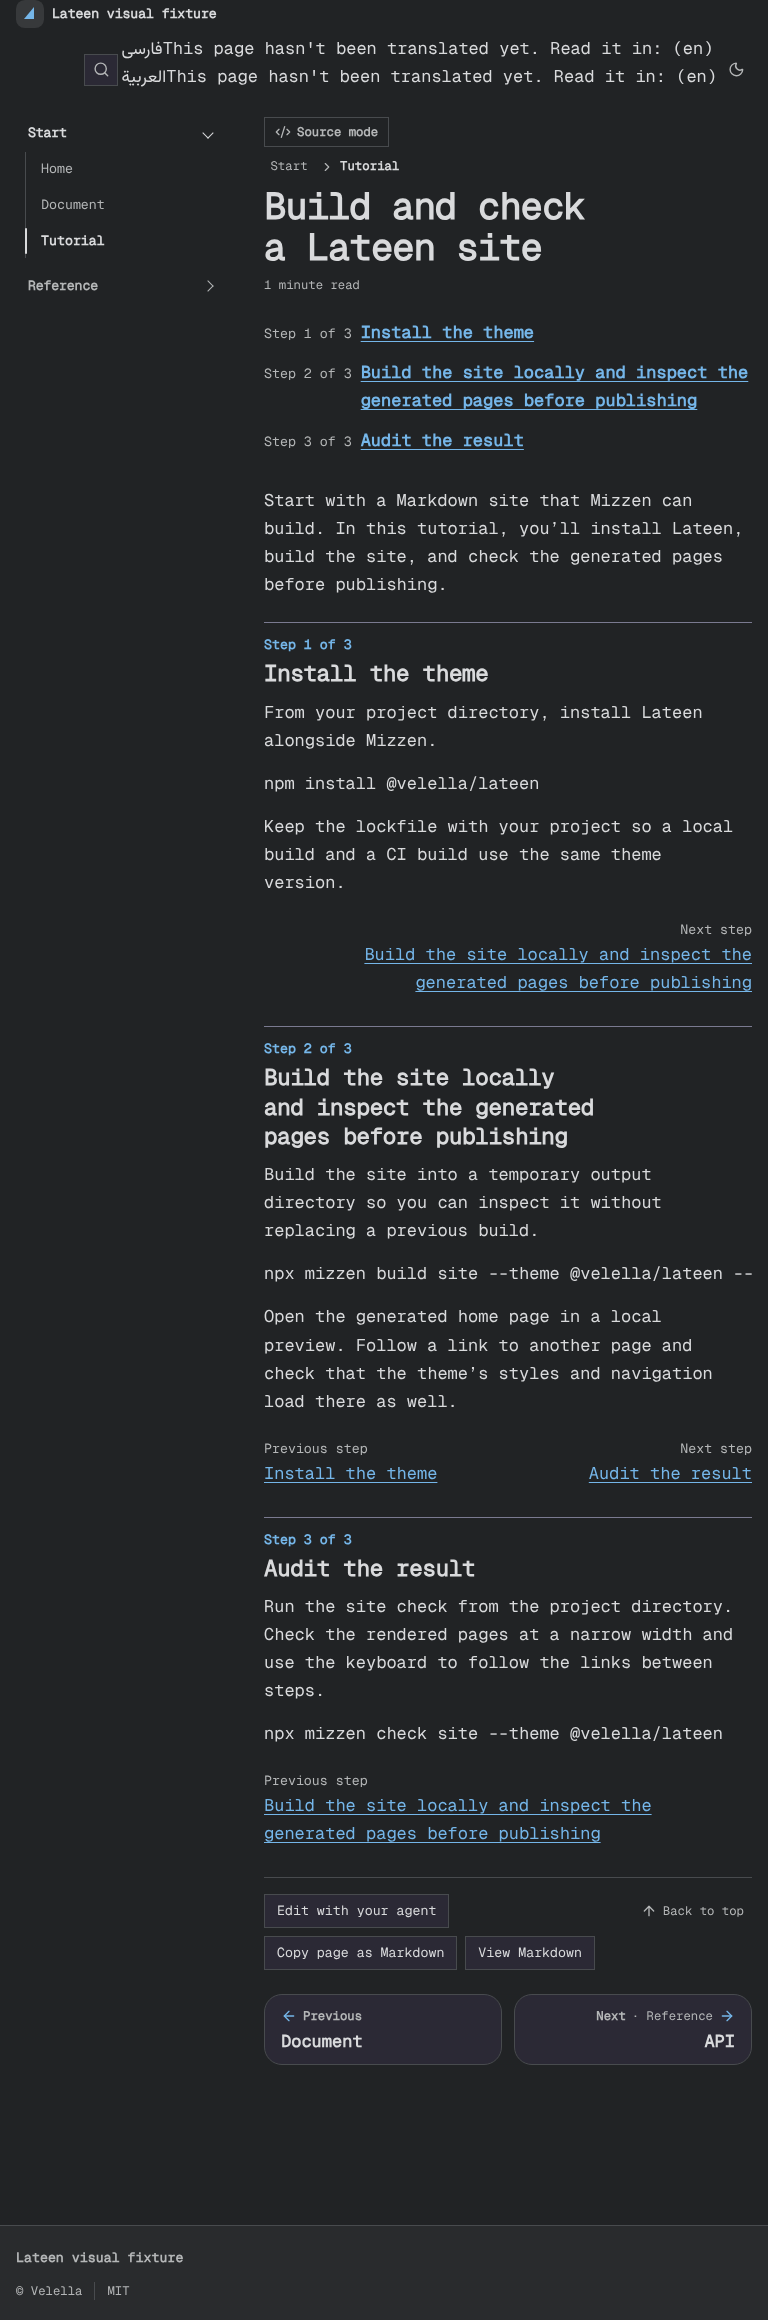 Lateen visual fixture
فارسیThis page hasn't been translated yet. Read it in: (en)
العربيةThis page hasn't been translated yet. Read it in: (en)
Start
Home
Document
Tutorial
Reference
Source mode
Start > Tutorial
Build and check
a Lateen site
1 minute read
Step 1 of 3 Install the theme
Step 2 of 3 Build the site locally and inspect the
generated pages before publishing
Step 3 of 3 Audit the result
Start with a Markdown site that Mizzen can
build. In this tutorial, you’ll install Lateen,
build the site, and check the generated pages
before publishing.
Step 1 of 3
Install the theme
From your project directory, install Lateen
alongside Mizzen.
npm install @velella/lateen
Keep the lockfile with your project so a local
build and a CI build use the same theme
version.
Next step
Build the site locally and inspect the
generated pages before publishing
Step 2 of 3
Build the site locally
and inspect the generated
pages before publishing
Build the site into a temporary output
directory so you can inspect it without
replacing a previous build.
npx mizzen build site --theme @velella/lateen --
Open the generated home page in a local
preview. Follow a link to another page and
check that the theme’s styles and navigation
load there as well.
Previous step Next step
Install the theme Audit the result
Step 3 of 3
Audit the result
Run the site check from the project directory.
Check the rendered pages at a narrow width and
use the keyboard to follow the links between
steps.
npx mizzen check site --theme @velella/lateen
Previous step
Build the site locally and inspect the
generated pages before publishing
Edit with your agent ↑ Back to top
Copy page as Markdown View Markdown
← Previous Next · Reference →
Document API
Lateen visual fixture
© Velella MIT